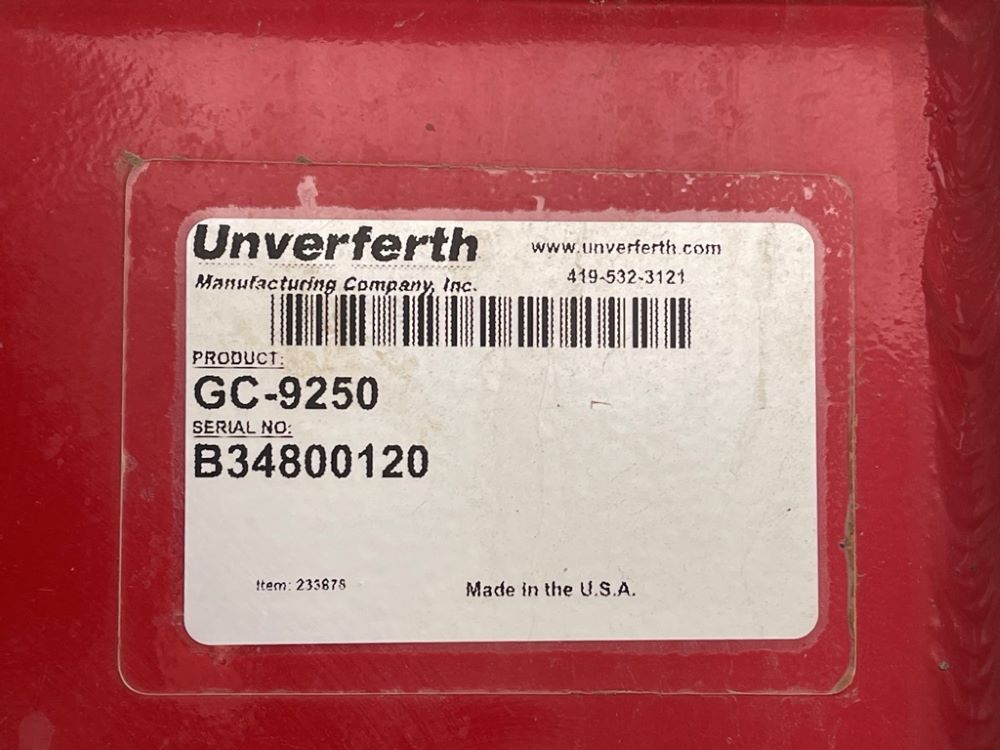 Unverferth
www.unverferth.com
Manufacturing Company, Inc.
419-532-3121
PRODUCT:
GC-9250
SERIAL NO:
B34800120
Item: 233878
Made in the U.S.A.